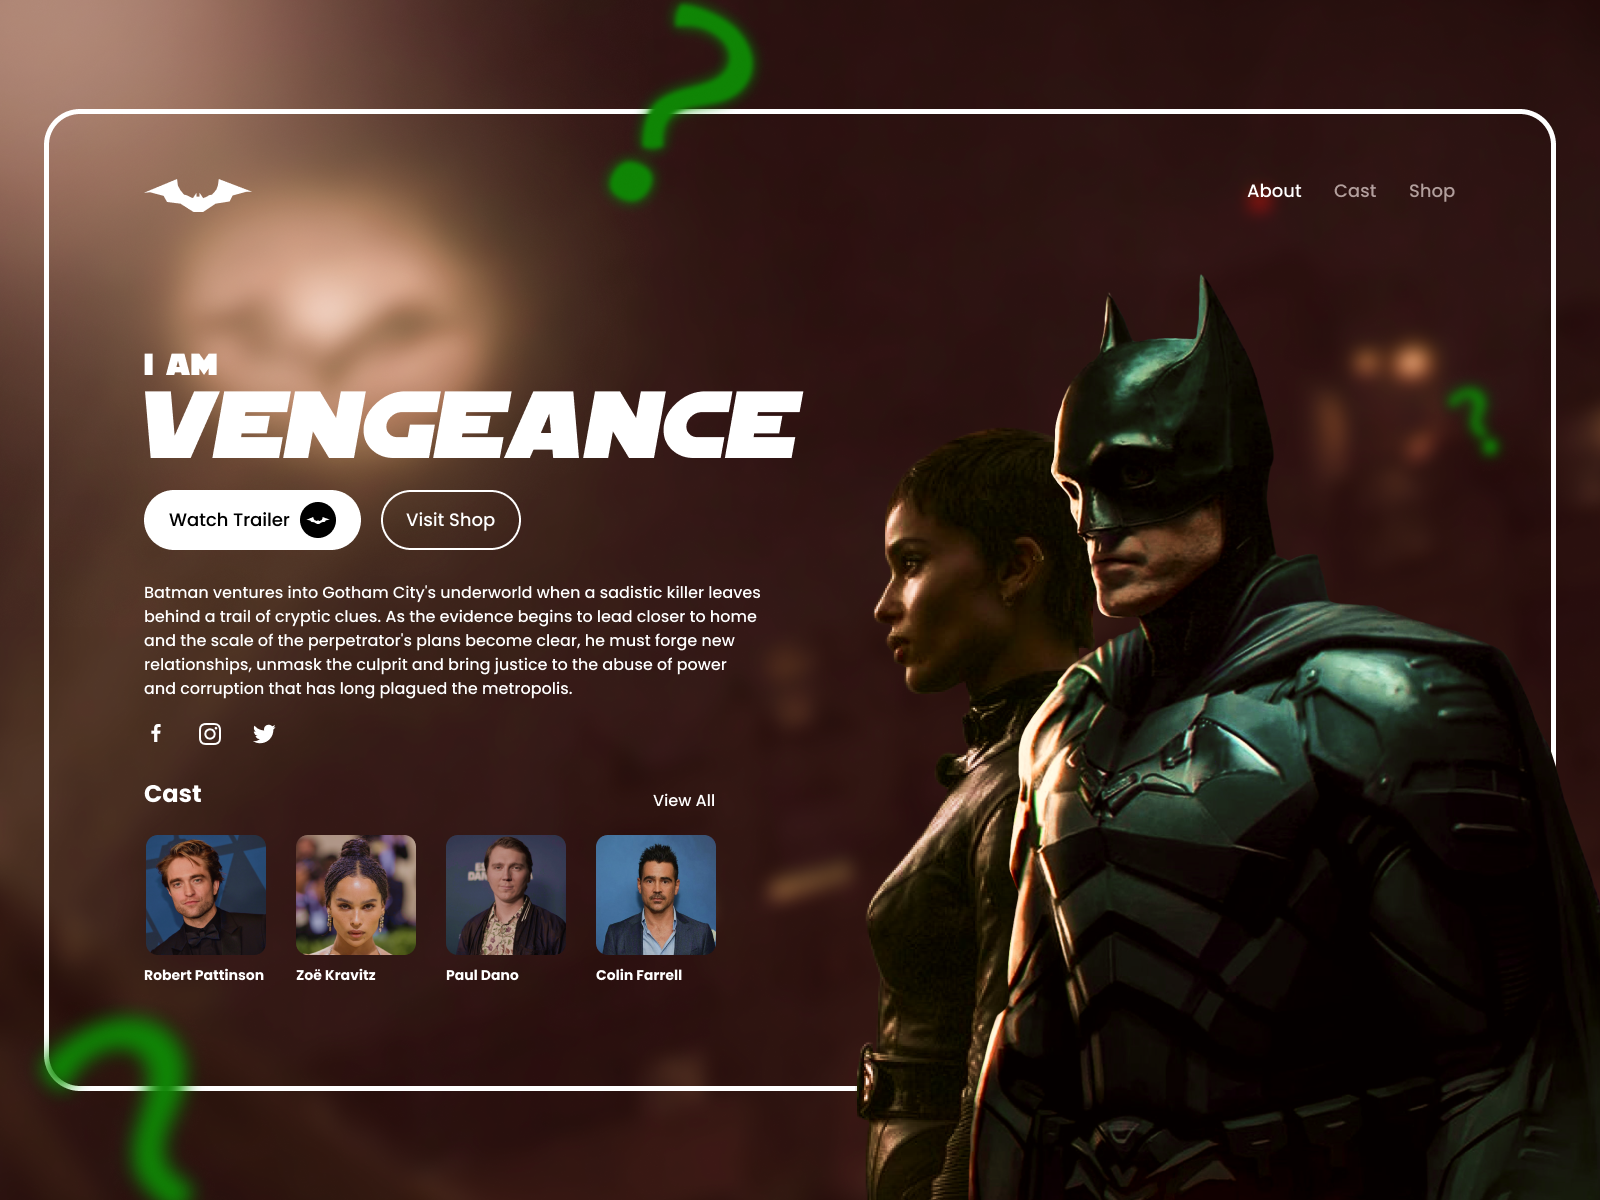 About Cast Shop
I AM
VENGEANCE
Watch Trailer
Visit Shop
Batman ventures into Gotham City's underworld when a sadistic killer leaves
behind a trail of cryptic clues. As the evidence begins to lead closer to home
and the scale of the perpetrator's plans become clear, he must forge new
relationships, unmask the culprit and bring justice to the abuse of power
and corruption that has long plagued the metropolis.
Cast
View All
Robert Pattinson
Zoë Kravitz
Paul Dano
Colin Farrell
?
?
?